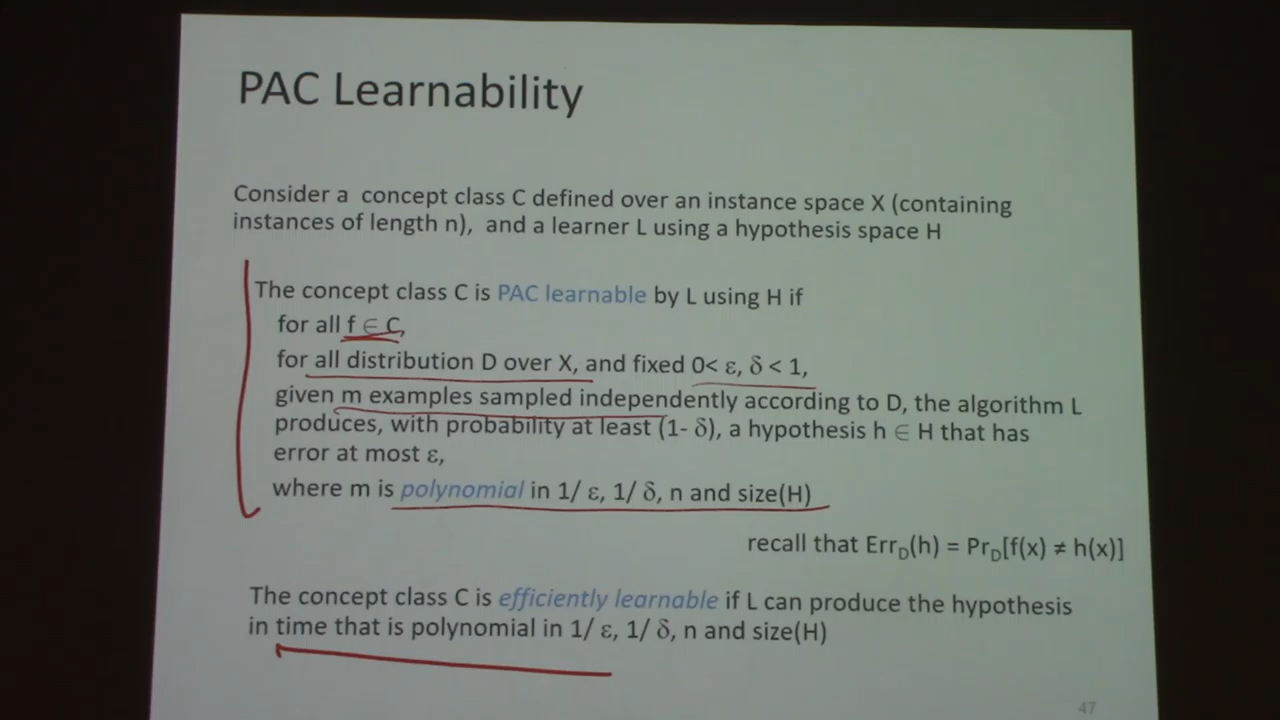 PAC Learnability
Consider a concept class C defined over an instance space X (containing
instances of length n), and a learner L using a hypothesis space H
The concept class C is PAC learnable by L using H if
for all f ∈ C,
for all distribution D over X, and fixed 0< ε, δ < 1,
given m examples sampled independently according to D, the algorithm L
produces, with probability at least (1- δ), a hypothesis h ∈ H that has
error at most ε,
where m is polynomial in 1/ ε, 1/ δ, n and size(H)
recall that Err_D(h) = Pr_D[f(x) ≠ h(x)]
The concept class C is efficiently learnable if L can produce the hypothesis
in time that is polynomial in 1/ ε, 1/ δ, n and size(H)
47